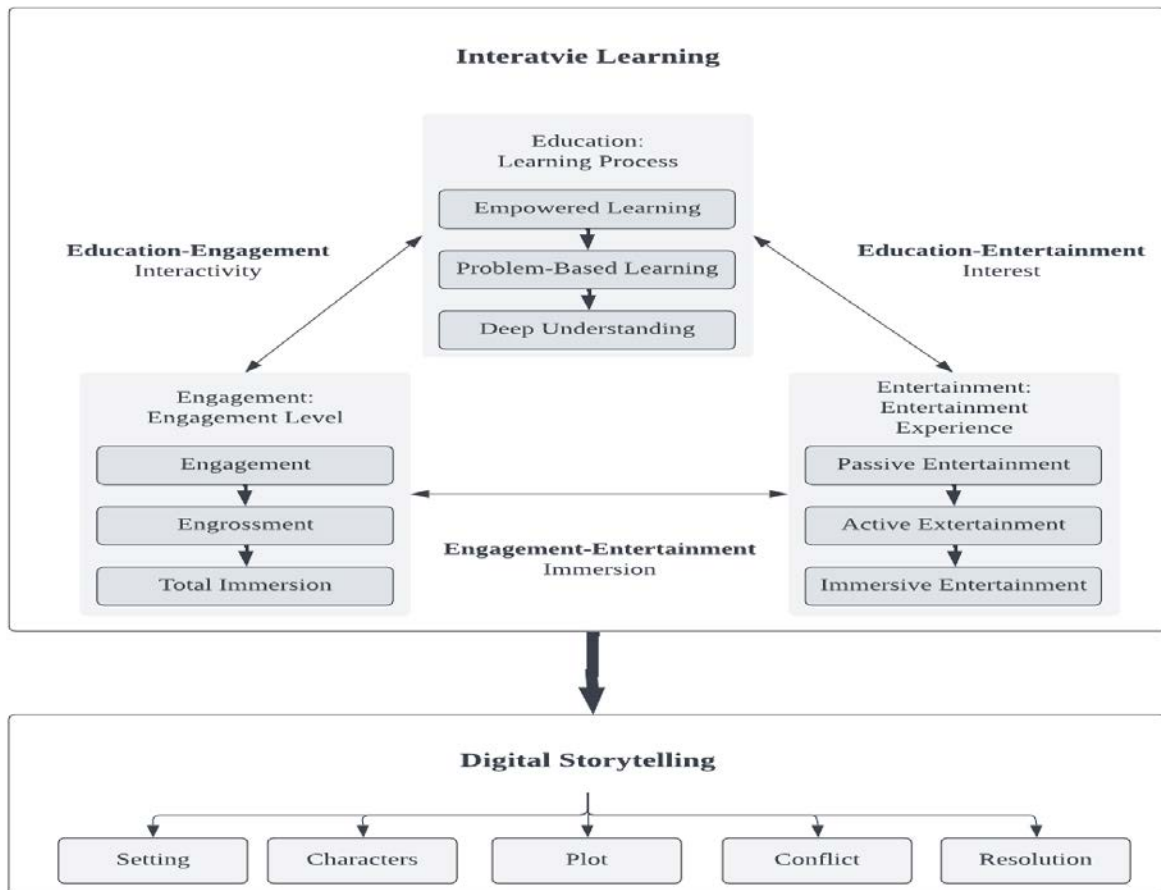 Interatvie Learning
Education:
Learning Process
Empowered Learning
Problem-Based Learning
Deep Understanding
Education-Engagement
Interactivity
Education-Entertainment
Interest
Engagement:
Engagement Level
Engagement
Engrossment
Total Immersion
Engagement-Entertainment
Immersion
Entertainment:
Entertainment
Experience
Passive Entertainment
Active Extertainment
Immersive Entertainment
Digital Storytelling
Setting
Characters
Plot
Conflict
Resolution